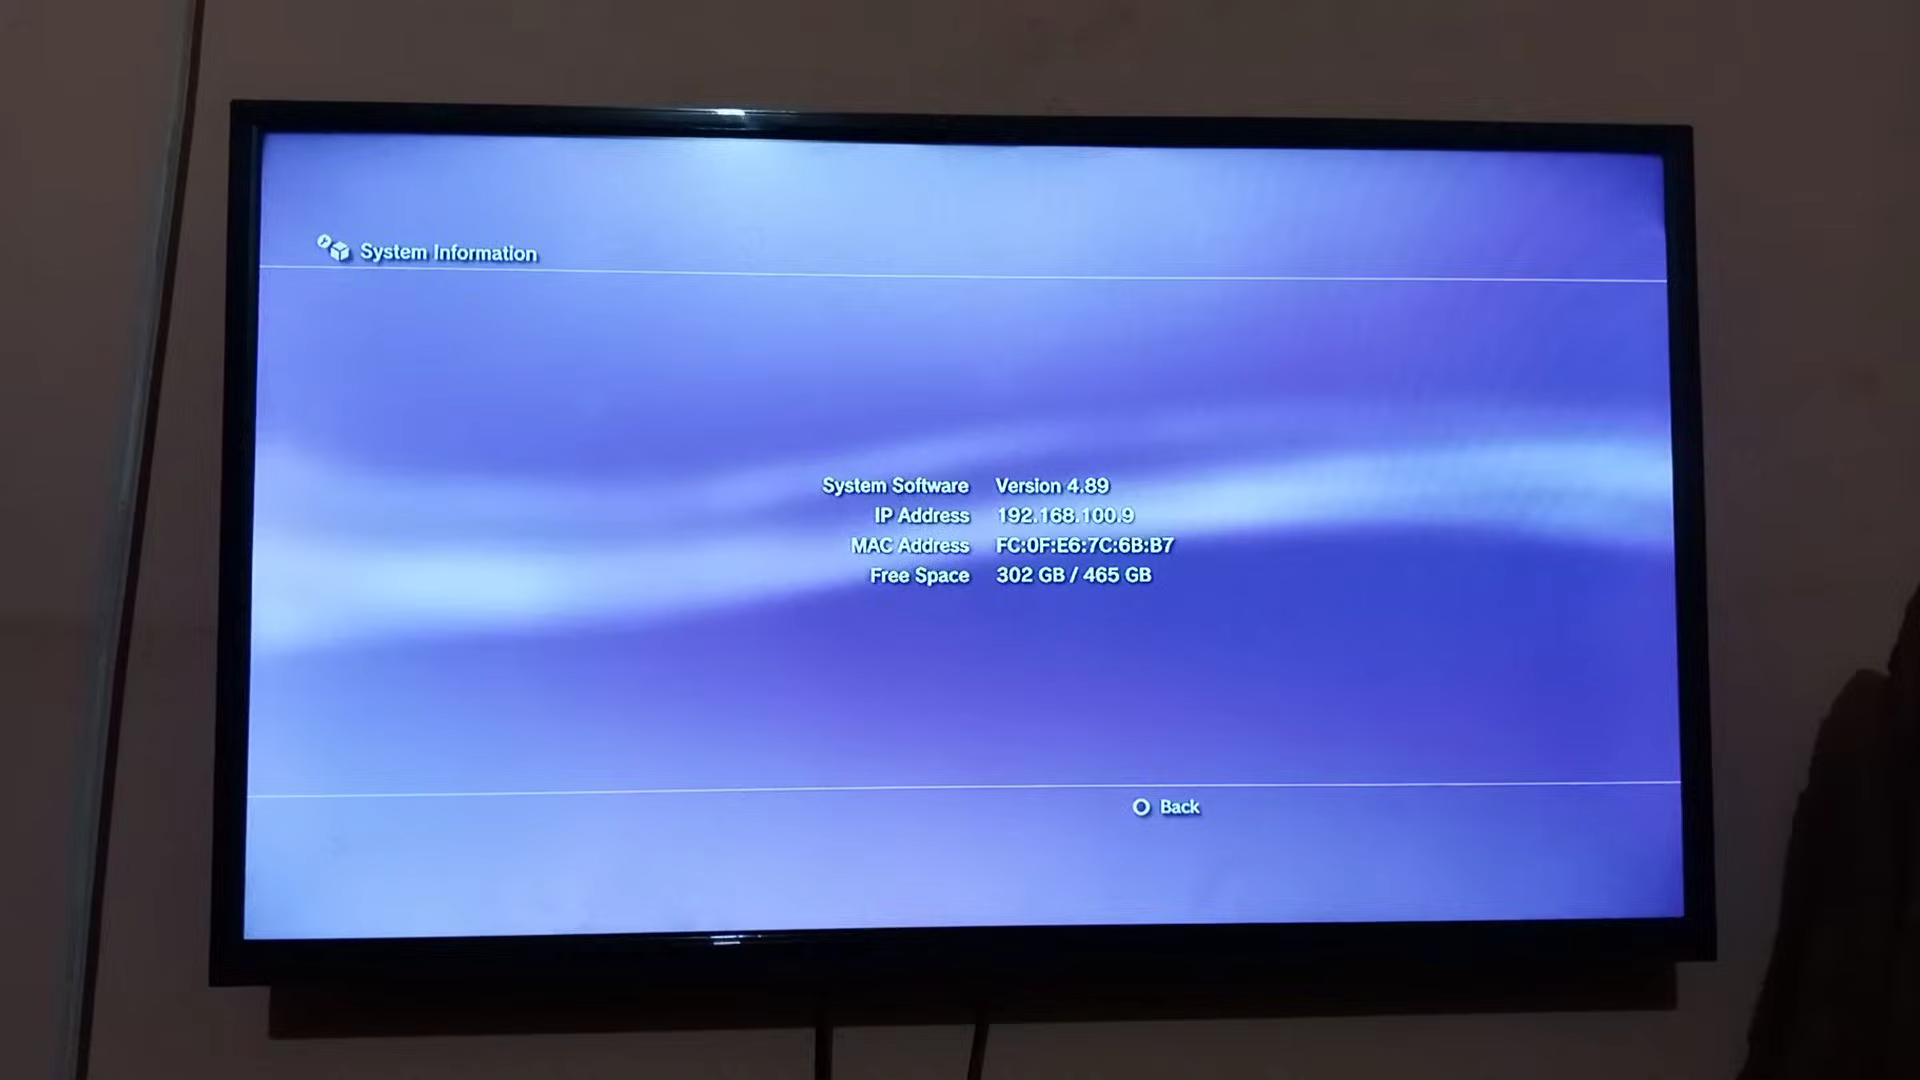 System Information
System Software Version 4.89
IP Address 192.168.100.9
MAC Address FC:0F:E6:7C:6B:B7
Free Space 302 GB / 465 GB
Back